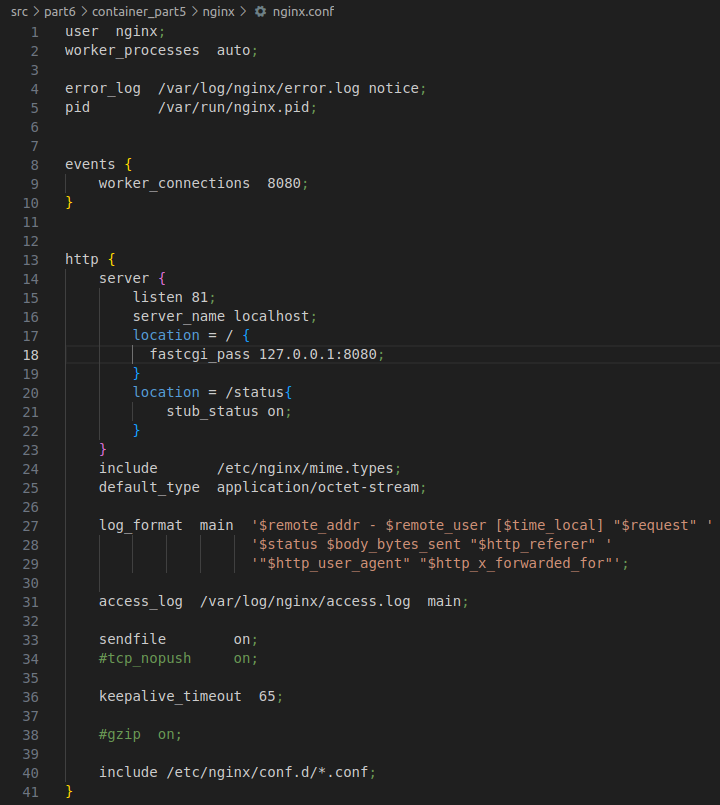 src > part6 > container_part5 > nginx > nginx.conf
1 user  nginx;
2 worker_processes  auto;
3
4 error_log  /var/log/nginx/error.log notice;
5 pid        /var/run/nginx.pid;
6
7
8 events {
9     worker_connections  8080;
10 }
11
12
13 http {
14     server {
15         listen 81;
16         server_name localhost;
17         location = / {
18           fastcgi_pass 127.0.0.1:8080;
19         }
20         location = /status{
21             stub_status on;
22         }
23     }
24     include       /etc/nginx/mime.types;
25     default_type  application/octet-stream;
26
27     log_format  main  '$remote_addr - $remote_user [$time_local] "$request" '
28                       '$status $body_bytes_sent "$http_referer" '
29                       '"$http_user_agent" "$http_x_forwarded_for"';
30
31     access_log  /var/log/nginx/access.log  main;
32
33     sendfile        on;
34     #tcp_nopush     on;
35
36     keepalive_timeout  65;
37
38     #gzip  on;
39
40     include /etc/nginx/conf.d/*.conf;
41 }